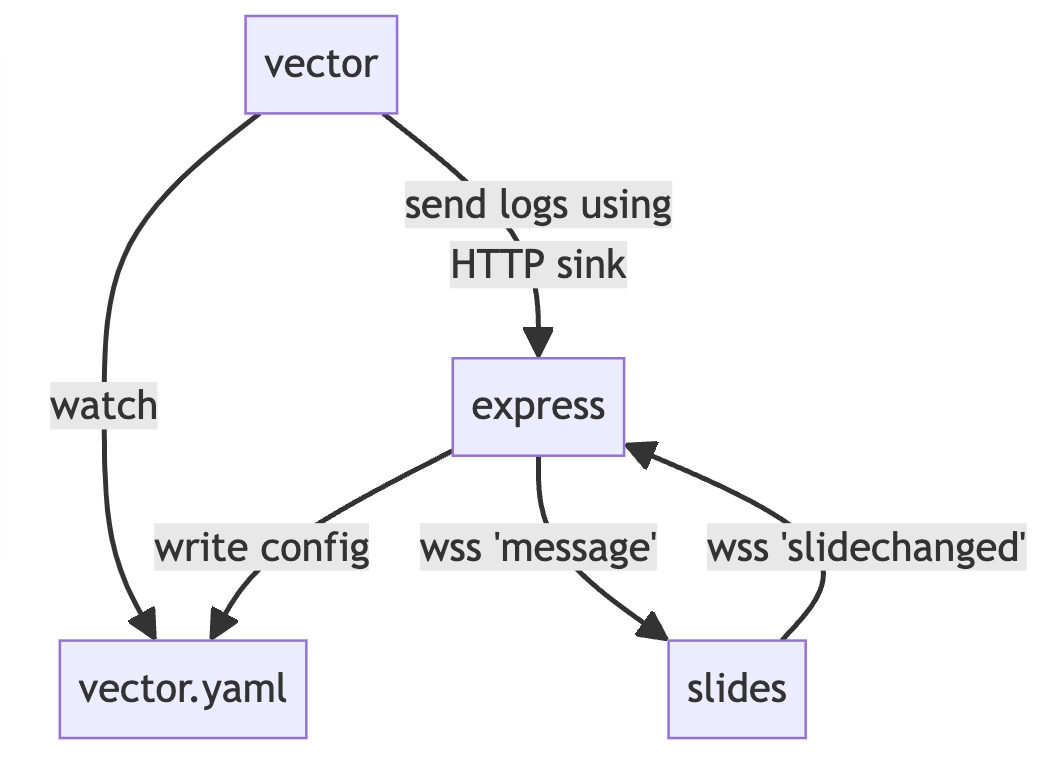 vector
send logs using
HTTP sink
watch
express
write config
wss 'message'
wss 'slidechanged'
vector.yaml
slides